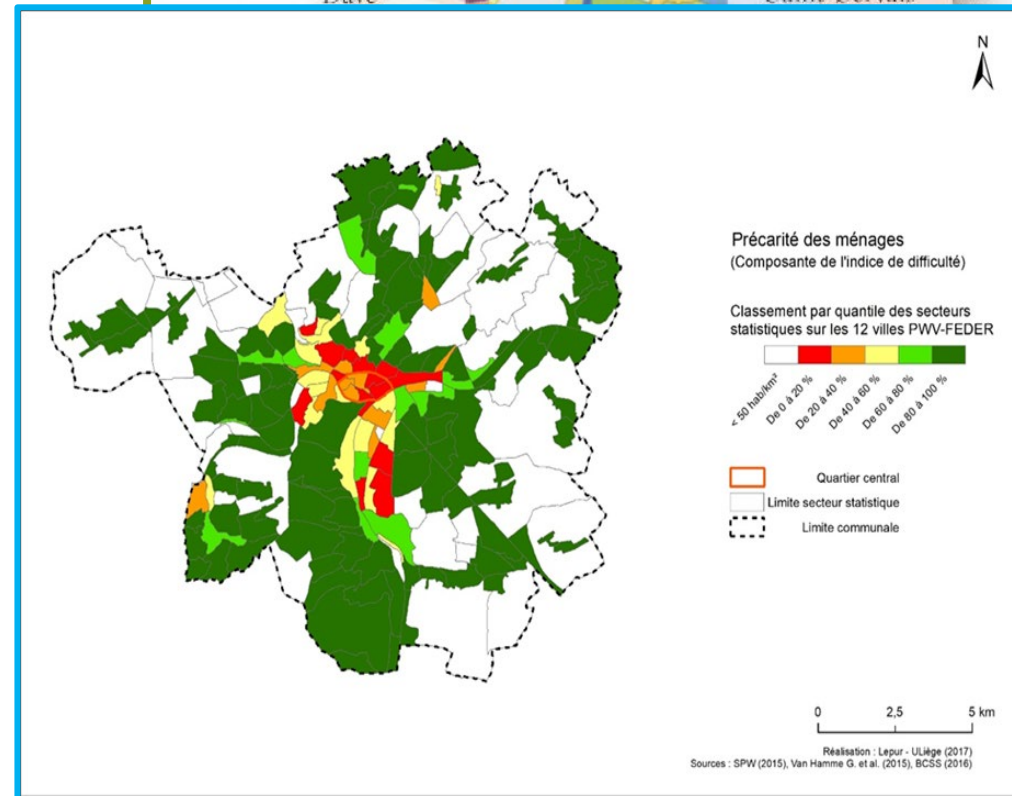 N
Précarité des ménages
(Composante de l'indice de difficulté)
Classement par quantile des secteurs
statistiques sur les 12 villes PWV-FEDER
< 50 hab/km²
De 0 à 20 %
De 20 à 40 %
De 40 à 60 %
De 60 à 80 %
De 80 à 100 %
Quartier central
Limite secteur statistique
Limite communale
0 2,5 5 km
Réalisation : Lepur - ULiège (2017)
Sources : SPW (2015), Van Hamme G. et al. (2015), BCSS (2016)